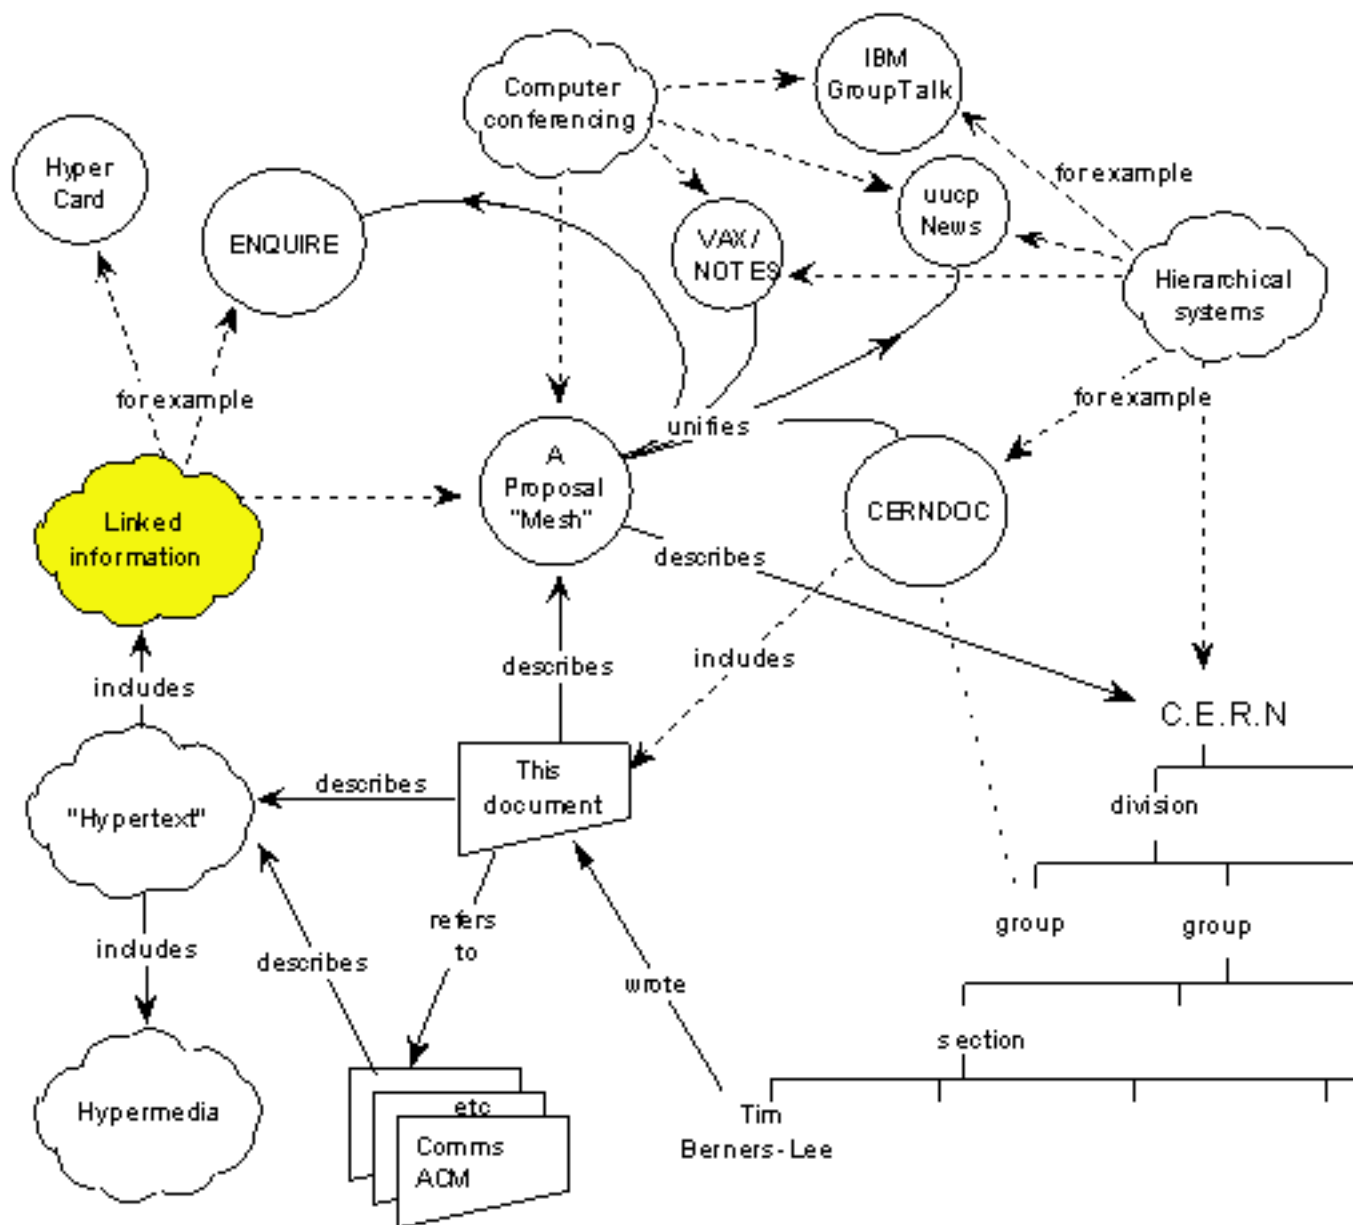 IBM
GroupTalk
Computer
conferencing
Hyper
Card
for example
uucp
News
ENQUIRE
VAX/
NOTES
Hierarchical
systems
for example
for example
unifies
A
Proposal
"Mesh"
CERNDOC
Linked
information
describes
describes
includes
includes
C.E.R.N
This
document
describes
"Hypertext"
division
refers
to
group
group
includes
describes
wrote
section
Hypermedia
etc
Comms
ACM
Tim
Berners-Lee